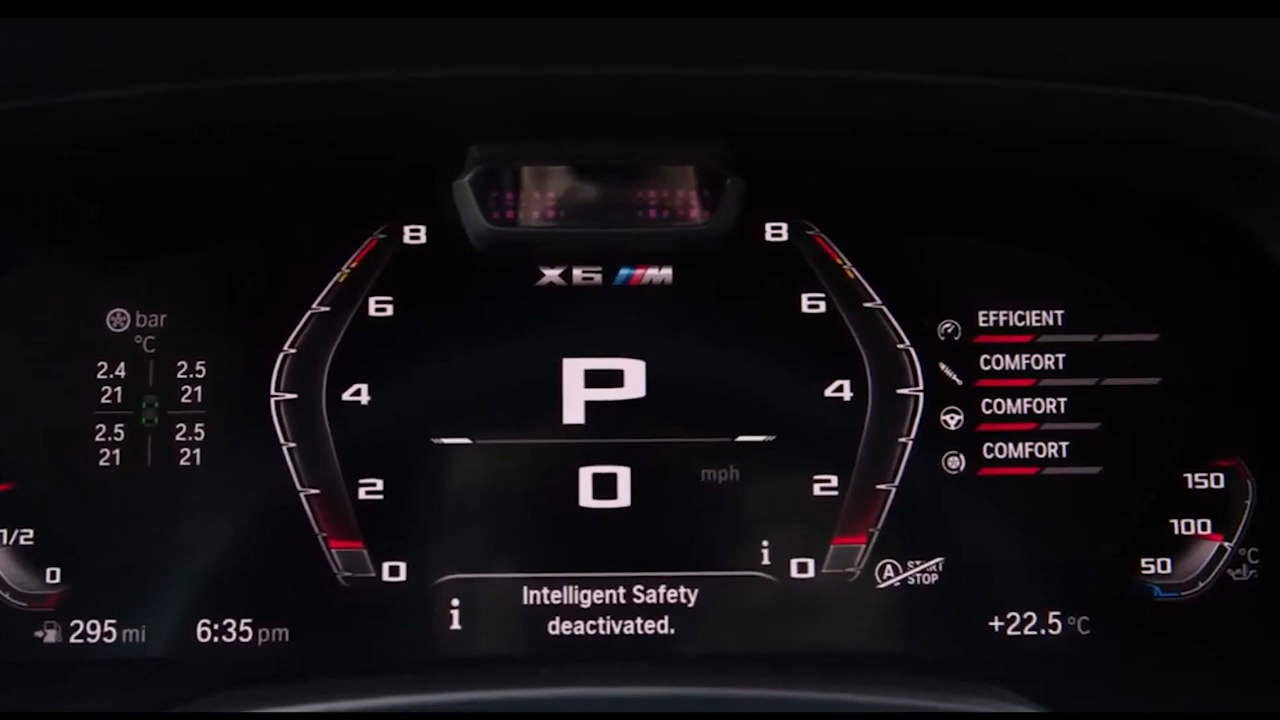 8
8
X6 M
6
6
bar
°C
EFFICIENT
2.4 2.5
21 21
P
COMFORT
4
4
COMFORT
2.5 2.5
21 21
COMFORT
0 mph
2
2
150
1/2
100
0
50
°C
0
i
0
A START STOP
i
Intelligent Safety
deactivated.
295 mi
6:35 pm
+22.5 °C